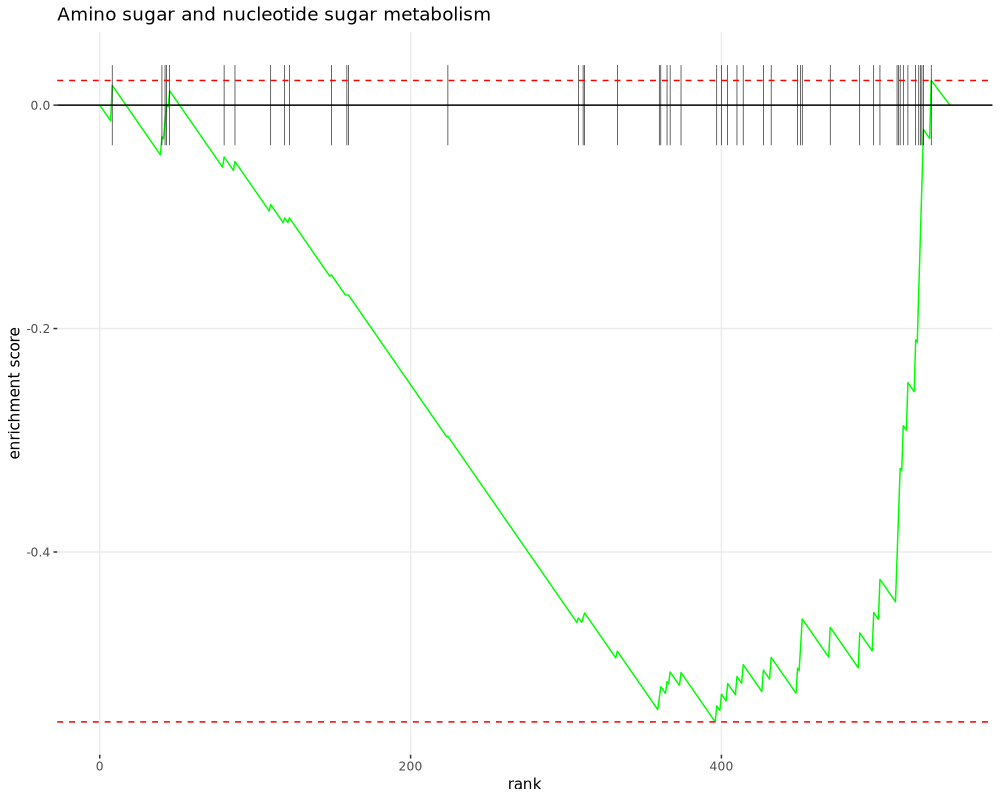 Amino sugar and nucleotide sugar metabolism
enrichment score
0.0
-0.2
-0.4
0
200
400
rank